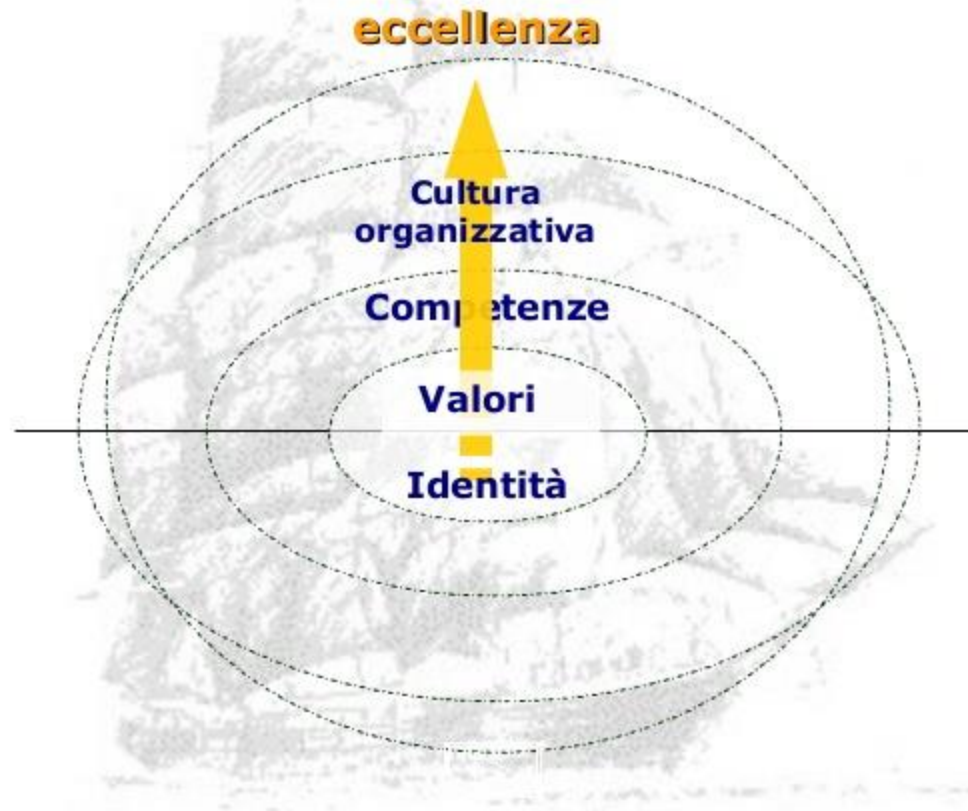 eccellenza
Cultura
organizzativa
Competenze
Valori
Identità